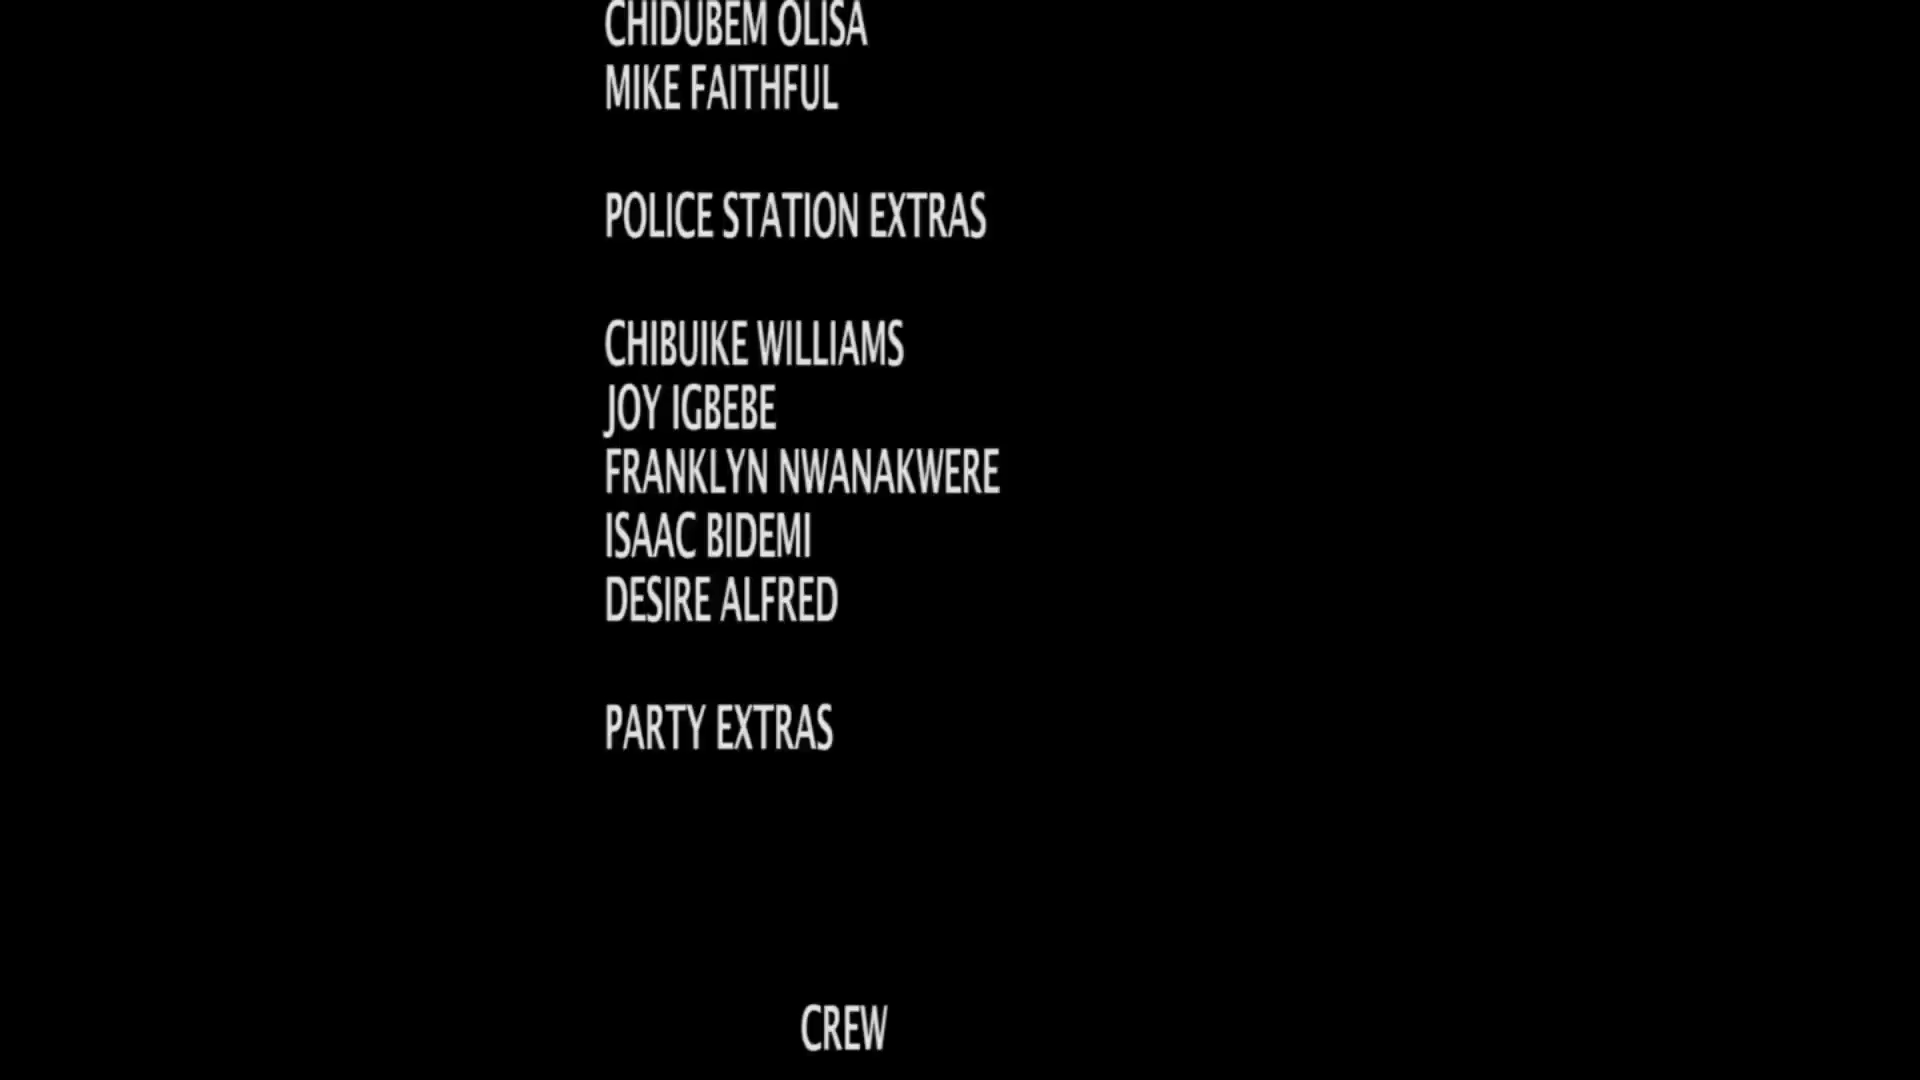 CHIDUBEM OLISA
MIKE FAITHFUL
POLICE STATION EXTRAS
CHIBUIKE WILLIAMS
JOY IGBEBE
FRANKLYN NWANAKWERE
ISAAC BIDEMI
DESIRE ALFRED
PARTY EXTRAS
CREW